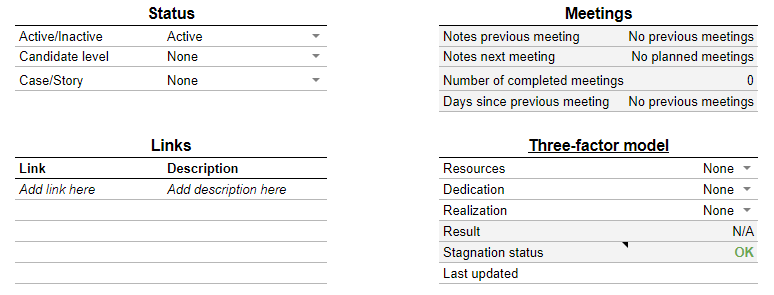 Status
Active/Inactive Active
Candidate level None
Case/Story None
Meetings
Notes previous meeting No previous meetings
Notes next meeting No planned meetings
Number of completed meetings 0
Days since previous meeting No previous meetings
Links
Link Description
Add link here Add description here
Three-factor model
Resources None
Dedication None
Realization None
Result N/A
Stagnation status OK
Last updated